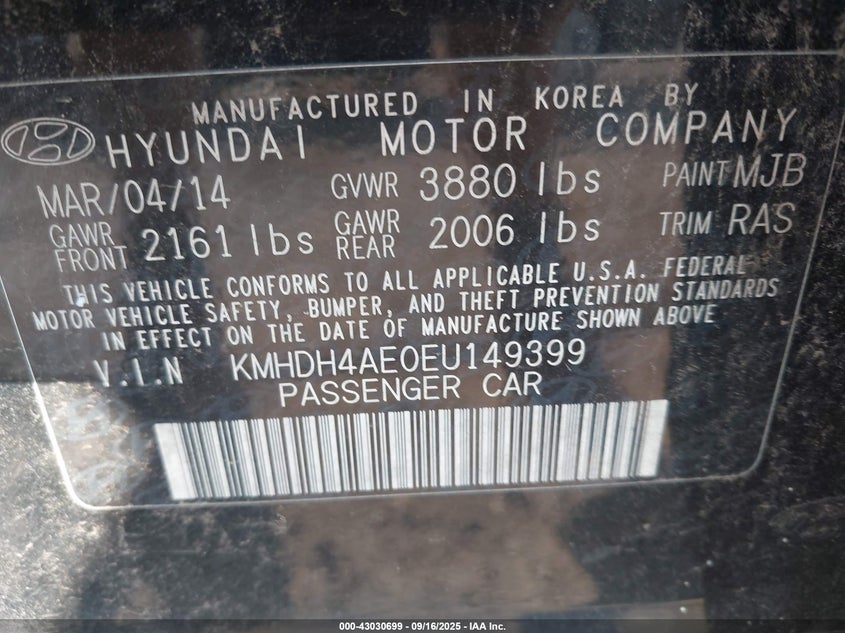 MANUFACTURED IN KOREA BY
HYUNDAI MOTOR COMPANY
MAR/04/14 GVWR 3880 lbs PAINT MJB
GAWR FRONT 2161 lbs GAWR REAR 2006 lbs TRIM RAS
THIS VEHICLE CONFORMS TO ALL APPLICABLE U.S.A. FEDERAL
MOTOR VEHICLE SAFETY, BUMPER, AND THEFT PREVENTION STANDARDS
IN EFFECT ON THE DATE OF MANUFACTURE SHOWN ABOVE
V.I.N KMHDH4AE0EU149399
PASSENGER CAR
000-43030699 - 09/16/2025 - IAA Inc.